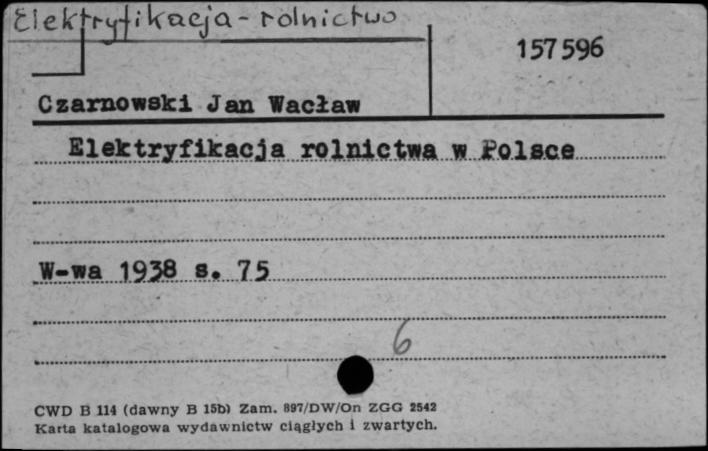 Elektryfikacja - rolnictwo
157596
Czarnowski Jan Wacław
Elektryfikacja rolnictwa w Polsce
W-wa 1938 s. 75
6
CWD B 114 (dawny B 15b) Zam. 897/DW/On ZGG 2542
Karta katalogowa wydawnictw ciągłych i zwartych.